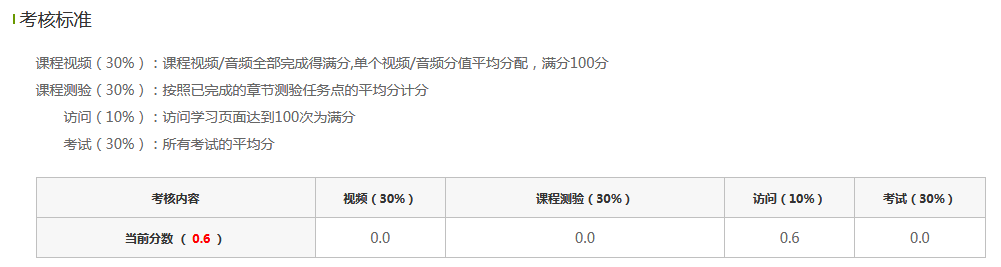 考核标准
课程视频（30%）：课程视频/音频全部完成得满分,单个视频/音频分值平均分配，满分100分
课程测验（30%）：按照已完成的章节测验任务点的平均分计分
访问（10%）：访问学习页面达到100次为满分
考试（30%）：所有考试的平均分
考核内容 视频（30%） 课程测验（30%） 访问（10%） 考试（30%）
当前分数（ 0.6 ） 0.0 0.0 0.6 0.0